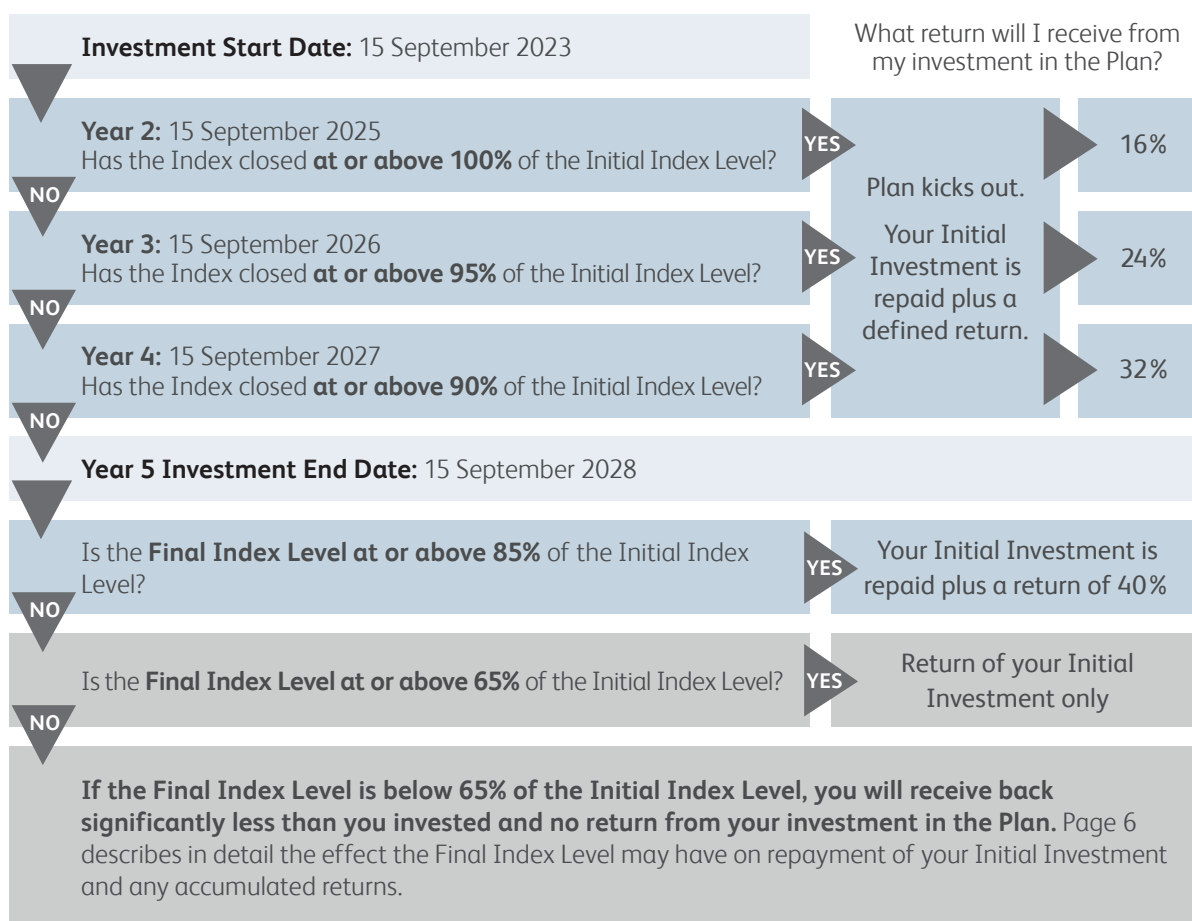 Investment Start Date: 15 September 2023
What return will I receive from
my investment in the Plan?
Year 2: 15 September 2025
Has the Index closed at or above 100% of the Initial Index Level?
YES
16%
NO
Year 3: 15 September 2026
Has the Index closed at or above 95% of the Initial Index Level?
YES
24%
NO
Year 4: 15 September 2027
Has the Index closed at or above 90% of the Initial Index Level?
YES
32%
Plan kicks out.
Your Initial
Investment is
repaid plus a
defined return.
NO
Year 5 Investment End Date: 15 September 2028
Is the Final Index Level at or above 85% of the Initial Index
Level?
YES
Your Initial Investment is
repaid plus a return of 40%
NO
Is the Final Index Level at or above 65% of the Initial Index Level?
YES
Return of your Initial
Investment only
NO
If the Final Index Level is below 65% of the Initial Index Level, you will receive back
significantly less than you invested and no return from your investment in the Plan. Page 6
describes in detail the effect the Final Index Level may have on repayment of your Initial Investment
and any accumulated returns.